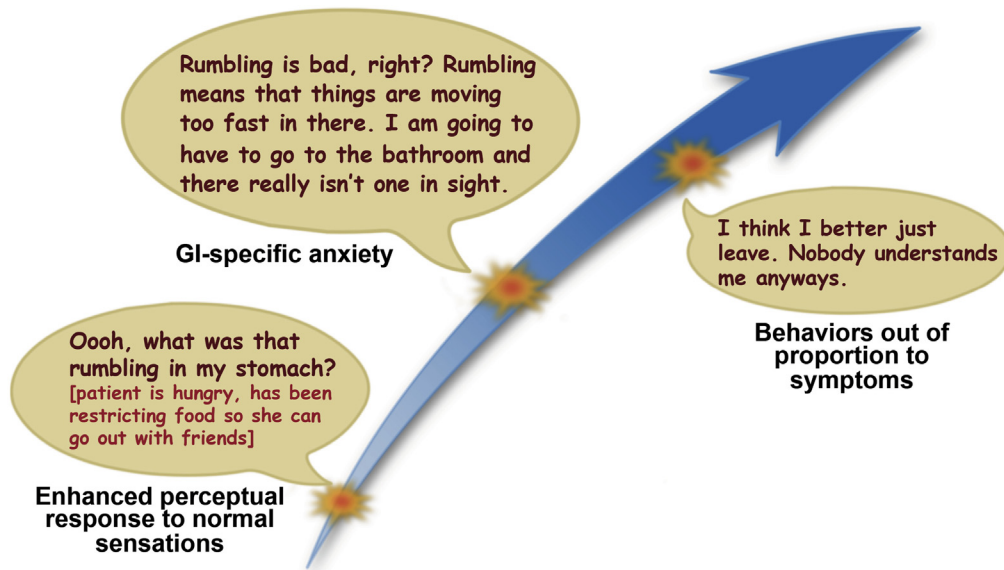 Rumbling is bad, right? Rumbling
means that things are moving
too fast in there. I am going to
have to go to the bathroom and
there really isn't one in sight.
GI-specific anxiety
I think I better just
leave. Nobody understands
me anyways.
Behaviors out of
proportion to
symptoms
Oooh, what was that
rumbling in my stomach?
[patient is hungry, has been
restricting food so she can
go out with friends]
Enhanced perceptual
response to normal
sensations